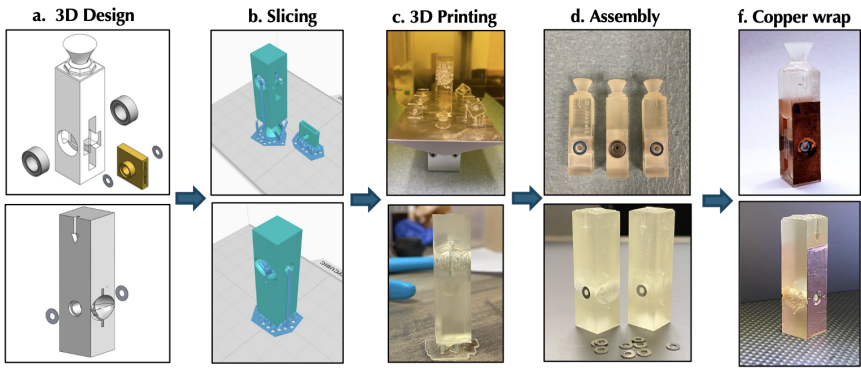 a. 3D Design
b. Slicing
c. 3D Printing
d. Assembly
f. Copper wrap